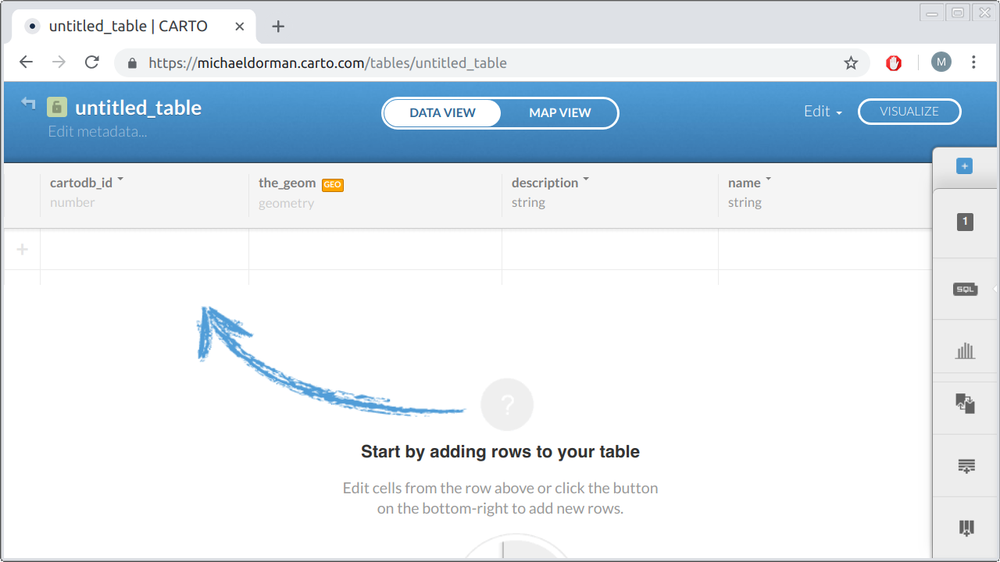 untitled_table | CARTO
https://michaeldorman.carto.com/tables/untitled_table
M
untitled_table
Edit metadata...
DATA VIEW
MAP VIEW
Edit
VISUALIZE
cartodb_id
number
the_geom GEO
geometry
description
string
name
string
1
SQL
?
Start by adding rows to your table
Edit cells from the row above or click the button
on the bottom-right to add new rows.